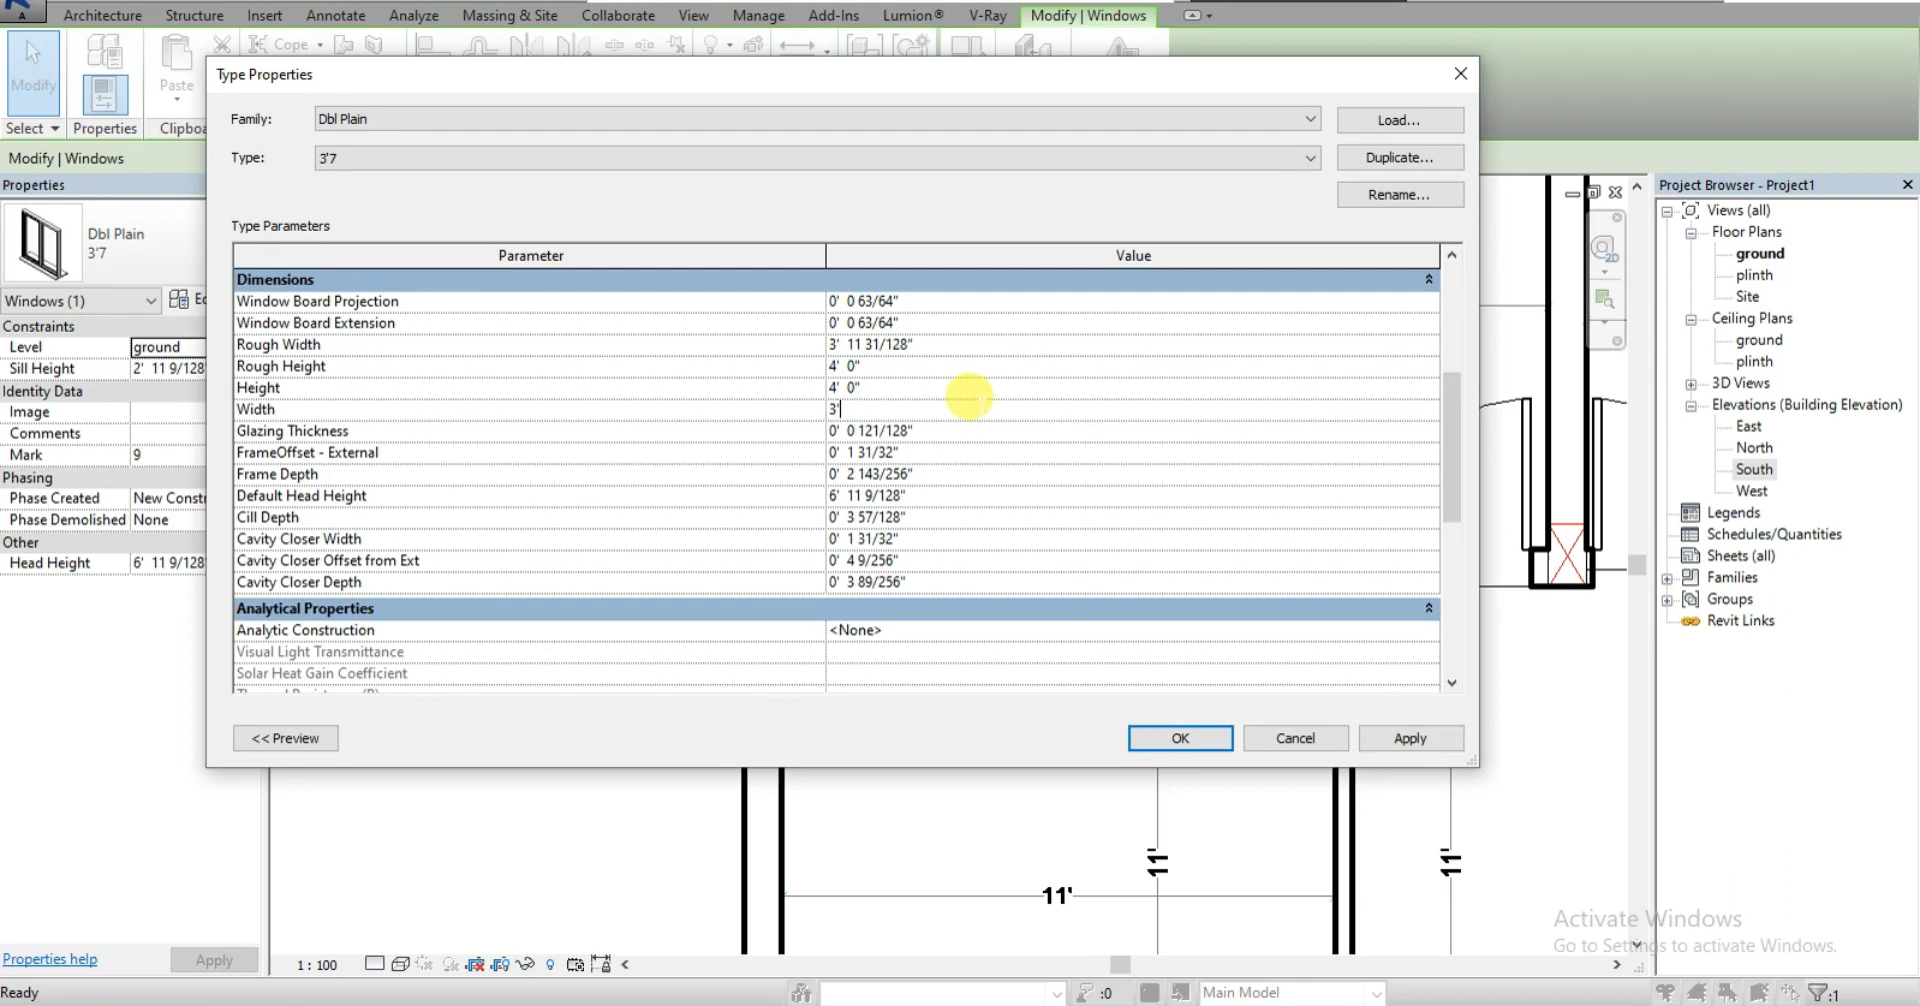 Architecture Structure Insert Annotate Analyze Massing & Site Collaborate View Manage Add-Ins Lumion® V-Ray Modify | Windows
Modify Paste Cope
Select Properties
Modify | Windows
Type Properties
Family: Dbl Plain Load...
Type: 3'7 Duplicate...
Rename...
Type Parameters
Parameter Value
Dimensions
Window Board Projection 0' 0 63/64"
Window Board Extension 0' 0 63/64"
Rough Width 3' 11 31/128"
Rough Height 4' 0"
Height 4' 0"
Width 3'
Glazing Thickness 0' 0 121/128"
FrameOffset - External 0' 1 31/32"
Frame Depth 0' 2 143/256"
Default Head Height 6' 11 9/128"
Cill Depth 0' 3 57/128"
Cavity Closer Width 0' 1 31/32"
Cavity Closer Offset from Ext 0' 4 9/256"
Cavity Closer Depth 0' 3 89/256"
Analytical Properties
Analytic Construction <None>
Visual Light Transmittance
Solar Heat Gain Coefficient
<< Preview OK Cancel Apply
Properties
Dbl Plain
3'7
Windows (1)
Constraints
Level ground
Sill Height 2' 11 9/128"
Identity Data
Image
Comments
Mark 9
Phasing
Phase Created New Constr
Phase Demolished None
Other
Head Height 6' 11 9/128"
Properties help Apply
Project Browser - Project1
Views (all)
Floor Plans
ground
plinth
Site
Ceiling Plans
ground
plinth
3D Views
Elevations (Building Elevation)
East
North
South
West
Legends
Schedules/Quantities
Sheets (all)
Families
Groups
Revit Links
11'
11'
11'
Activate Windows
Go to Settings to activate Windows.
1 : 100
Ready :0 Main Model :1